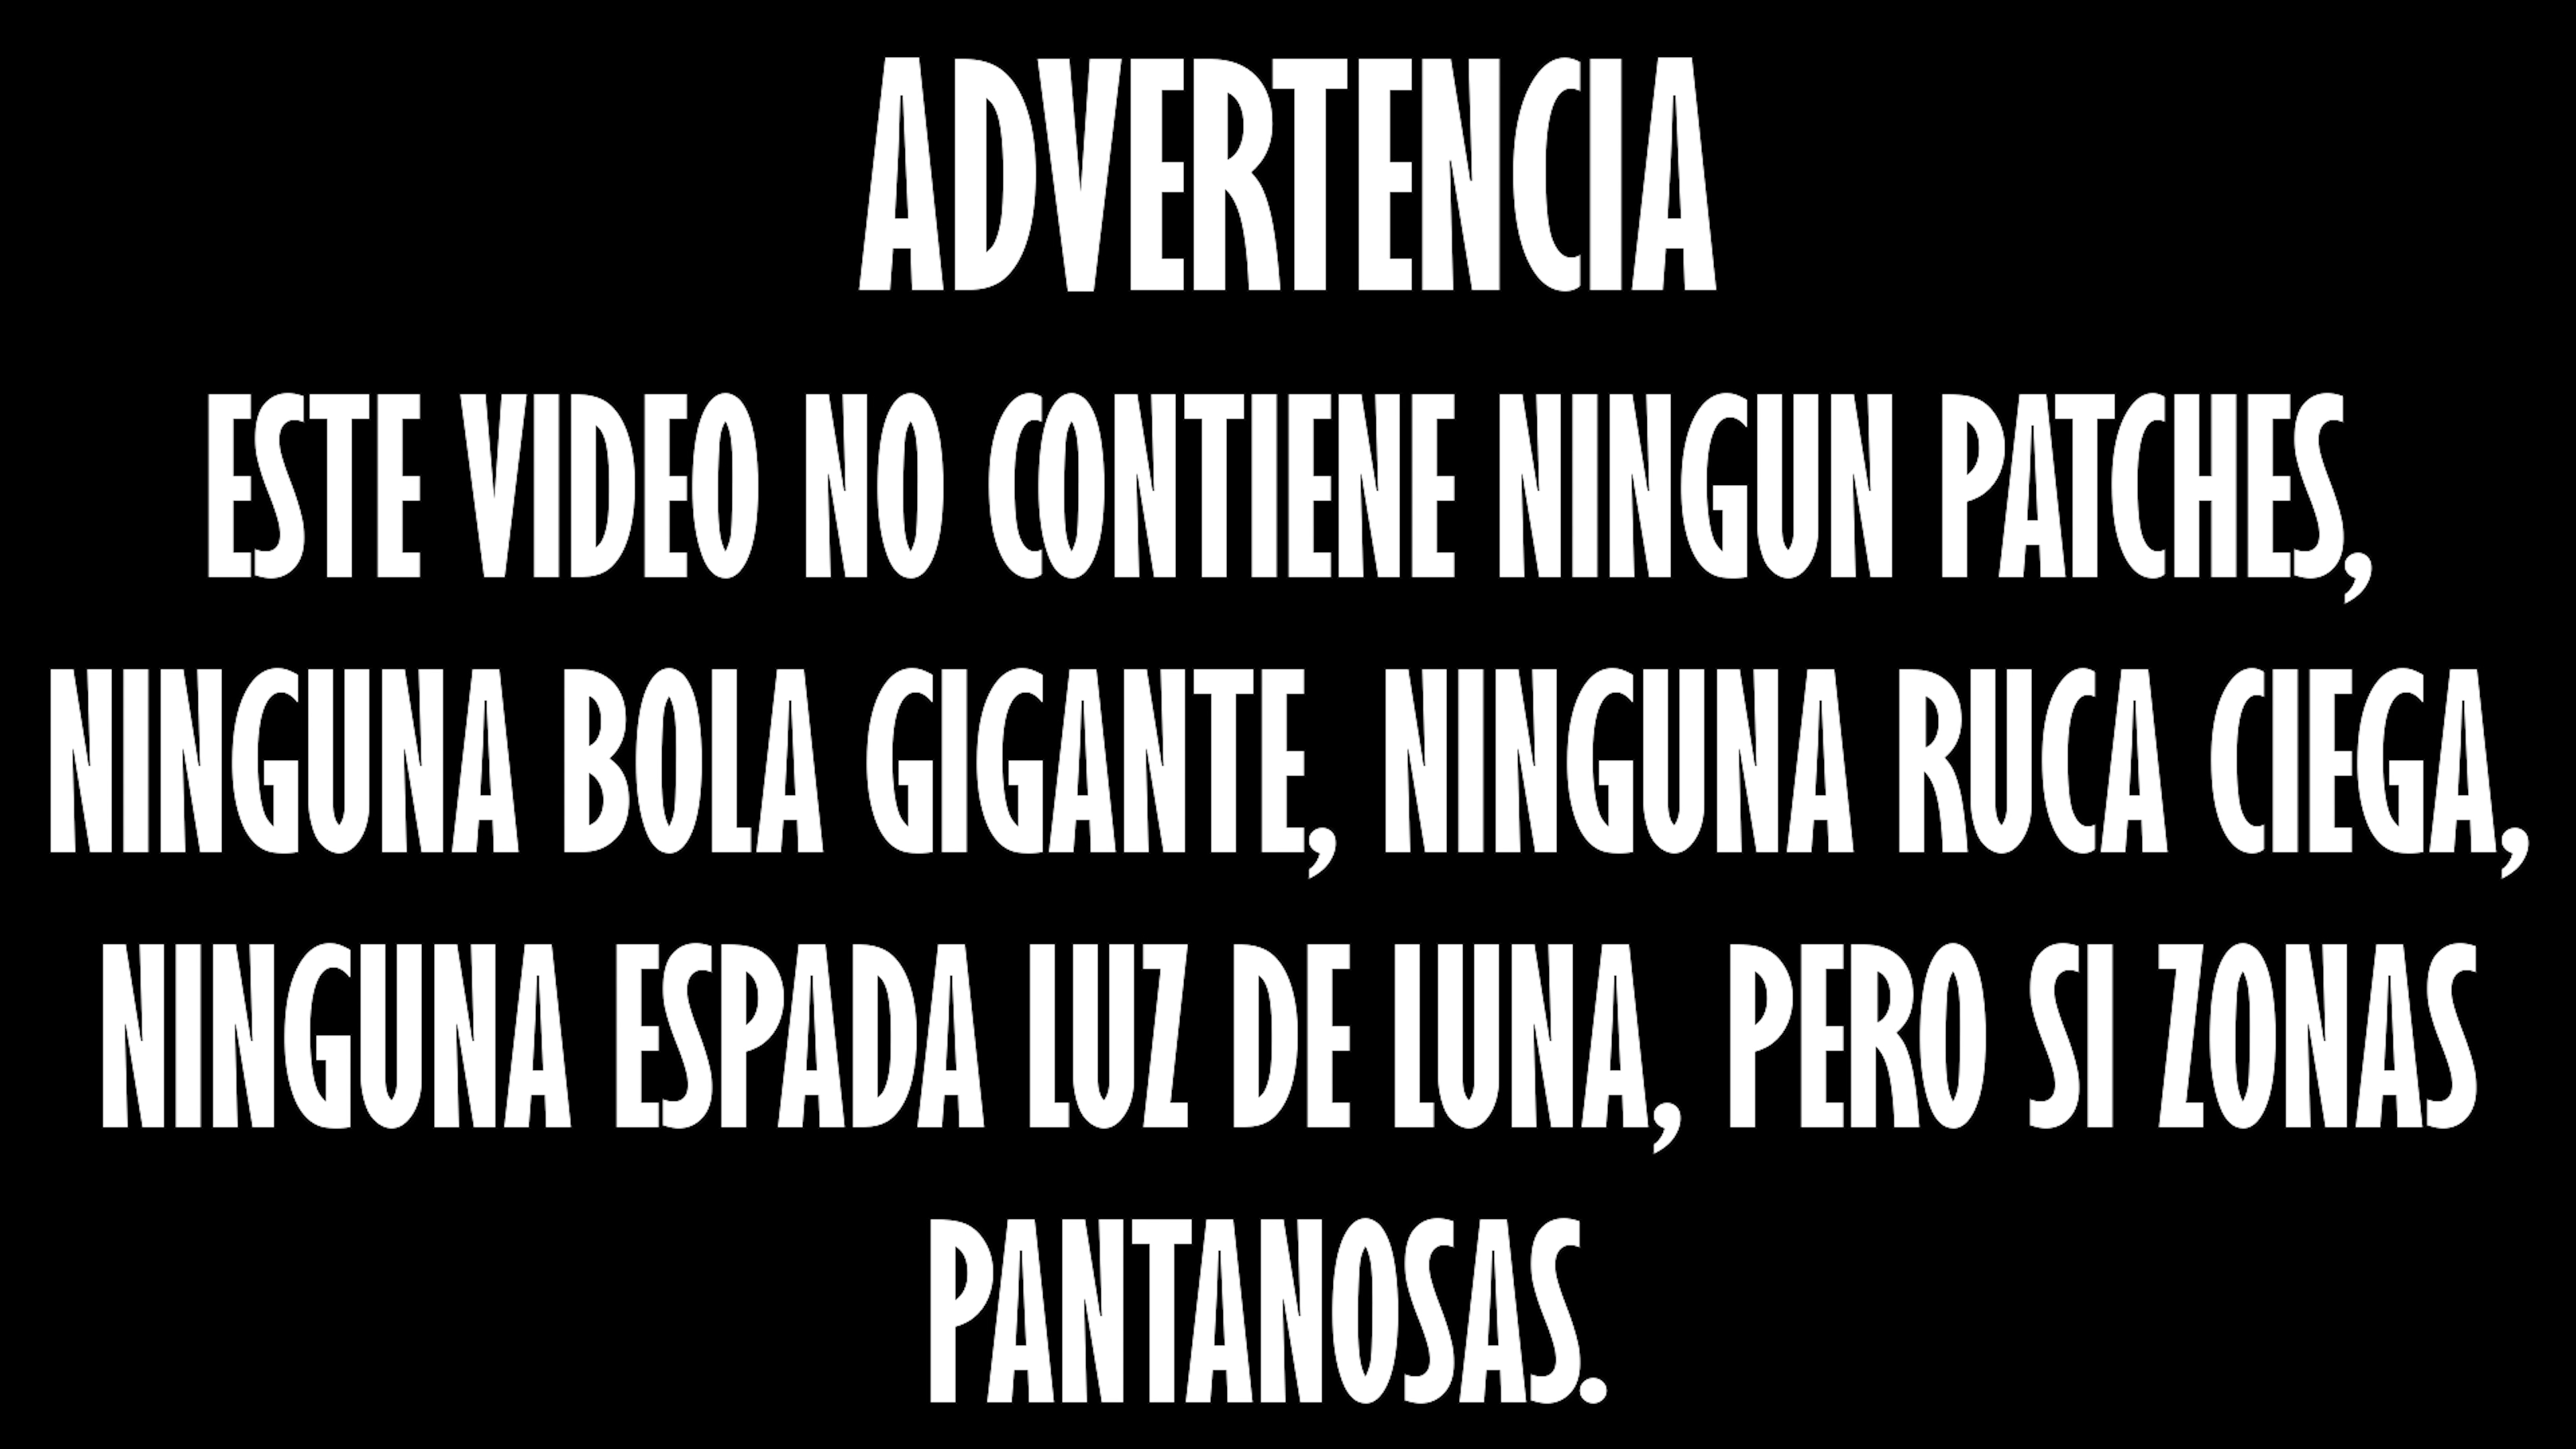 ADVERTENCIA
ESTE VIDEO NO CONTIENE NINGUN PATCHES,
NINGUNA BOLA GIGANTE, NINGUNA RUCA CIEGA,
NINGUNA ESPADA LUZ DE LUNA, PERO SI ZONAS
PANTANOSAS.